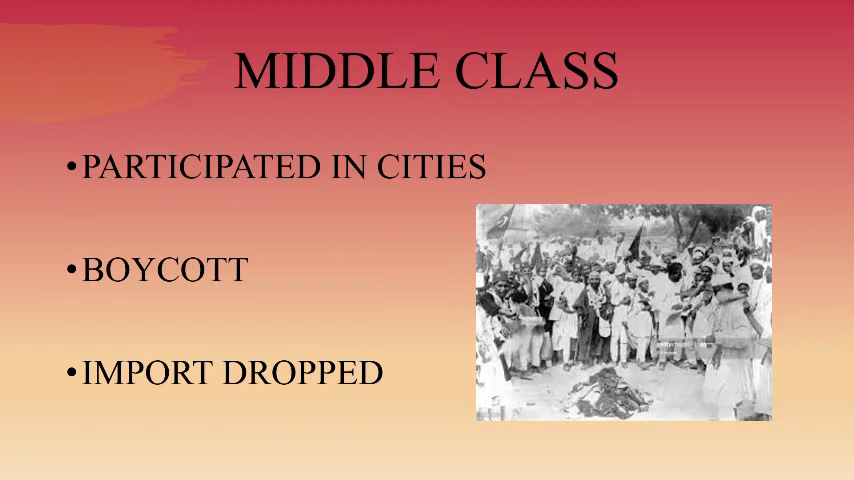 MIDDLE CLASS
•PARTICIPATED IN CITIES
•BOYCOTT
•IMPORT DROPPED